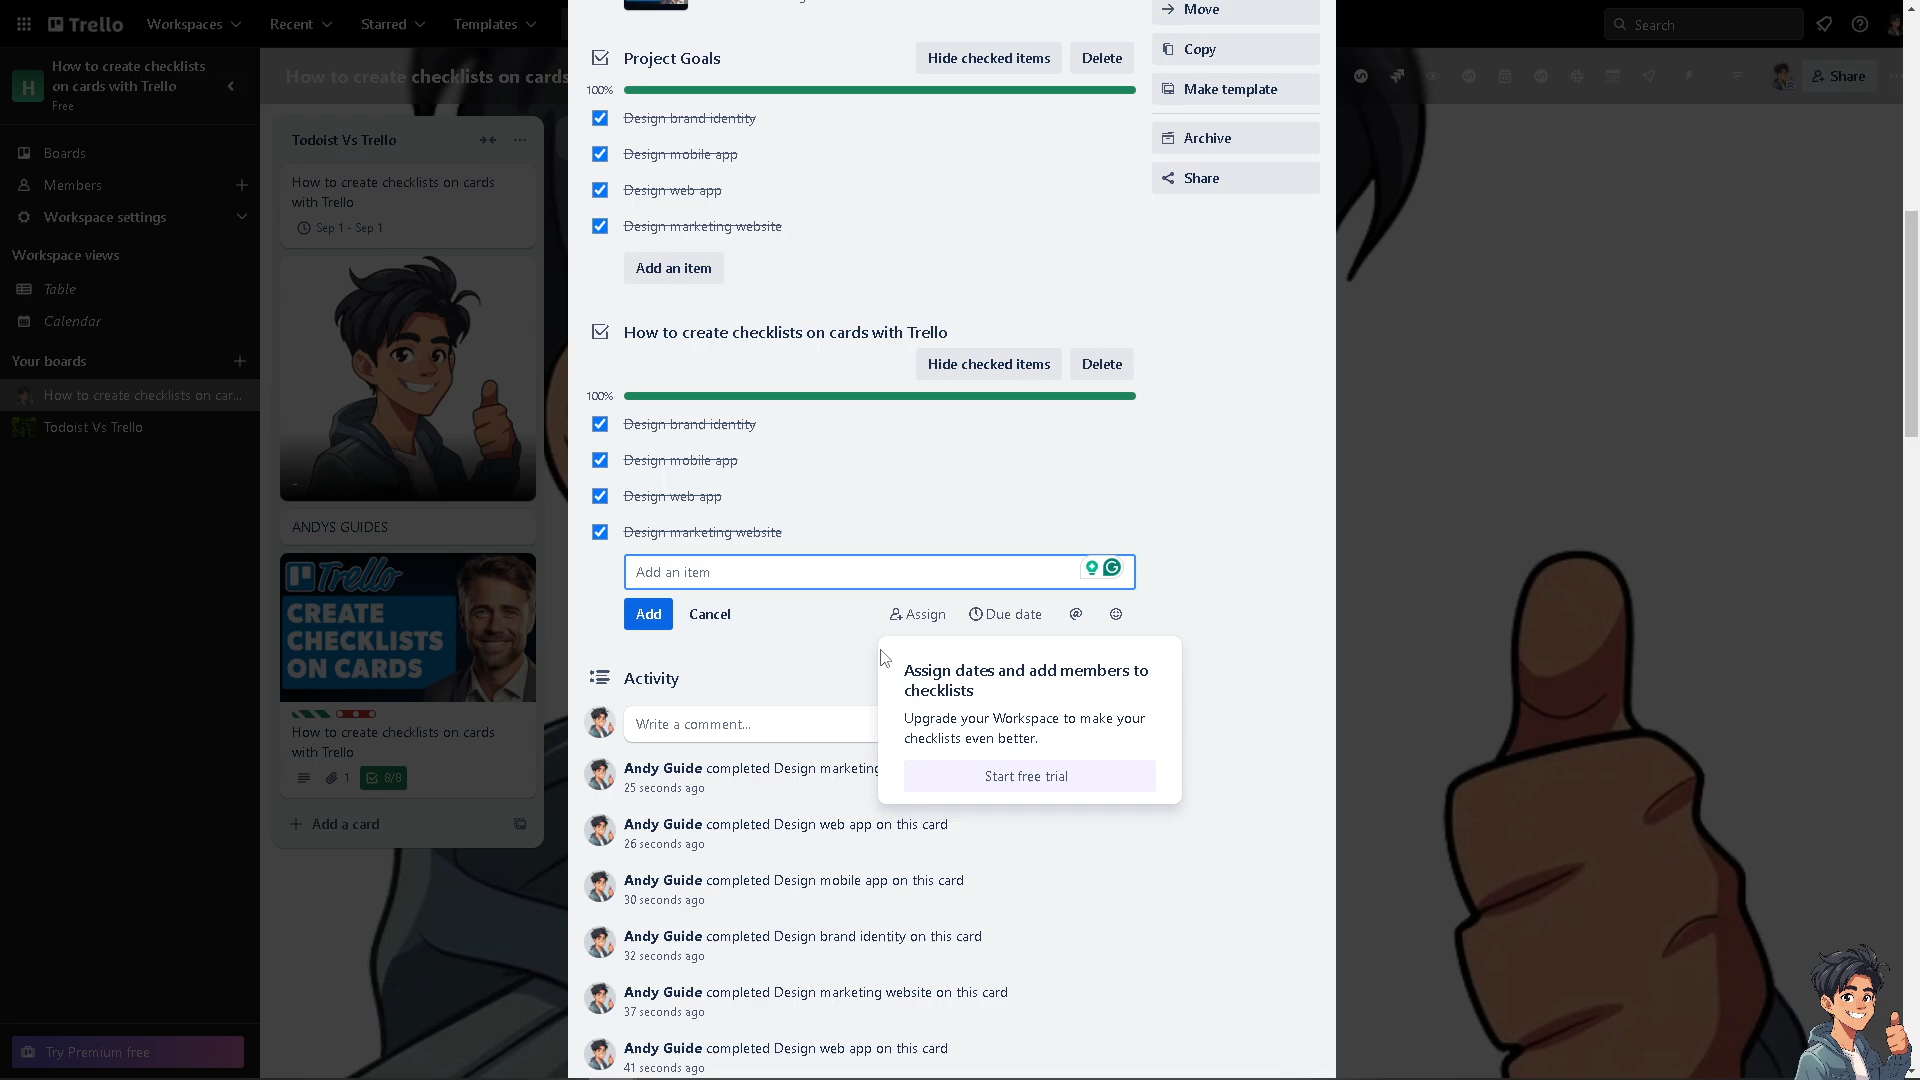 Trello
Workspaces
Recent
Starred
Templates
Search
H
How to create checklists
on cards with Trello
Free
Boards
Members
Workspace settings
Workspace views
Table
Calendar
Your boards
How to create checklists on car...
Todoist Vs Trello
Try Premium free
How to create checklists on cards
Share
Todoist Vs Trello
How to create checklists on cards
with Trello
Sep 1 - Sep 1
ANDYS GUIDES
Trello
CREATE
CHECKLISTS
ON CARDS
How to create checklists on cards
with Trello
1
8/8
Add a card
Project Goals
Hide checked items
Delete
100%
Design brand identity
Design mobile app
Design web app
Design marketing website
Add an item
How to create checklists on cards with Trello
Hide checked items
Delete
100%
Design brand identity
Design mobile app
Design web app
Design marketing website
Add an item
Add
Cancel
Assign
Due date
Assign dates and add members to
checklists
Upgrade your Workspace to make your
checklists even better.
Start free trial
Activity
Write a comment...
Andy Guide completed Design marketing
25 seconds ago
Andy Guide completed Design web app on this card
26 seconds ago
Andy Guide completed Design mobile app on this card
30 seconds ago
Andy Guide completed Design brand identity on this card
32 seconds ago
Andy Guide completed Design marketing website on this card
37 seconds ago
Andy Guide completed Design web app on this card
41 seconds ago
Move
Copy
Make template
Archive
Share